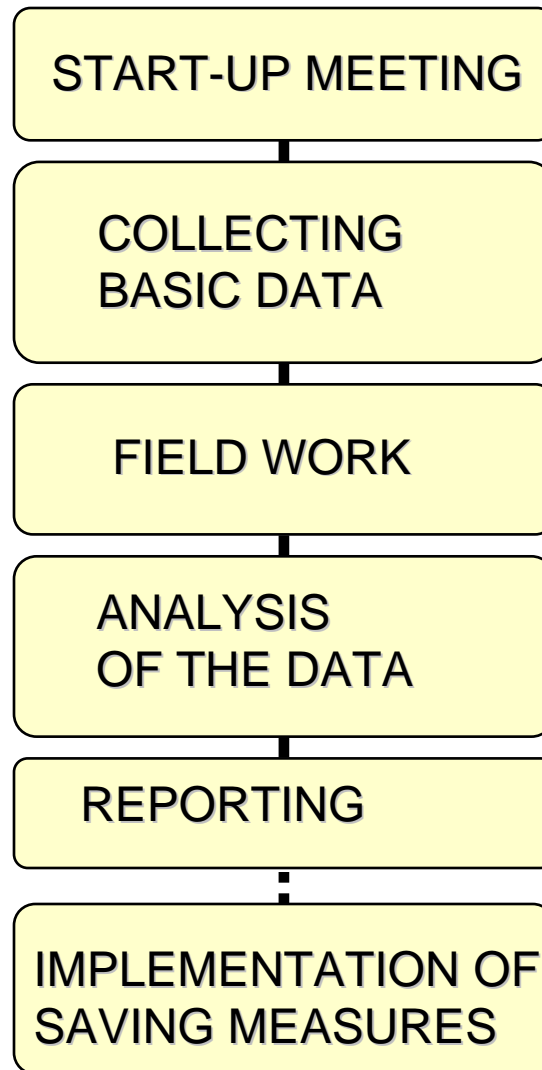 START-UP MEETING
COLLECTING
BASIC DATA
FIELD WORK
ANALYSIS
OF THE DATA
REPORTING
IMPLEMENTATION OF
SAVING MEASURES